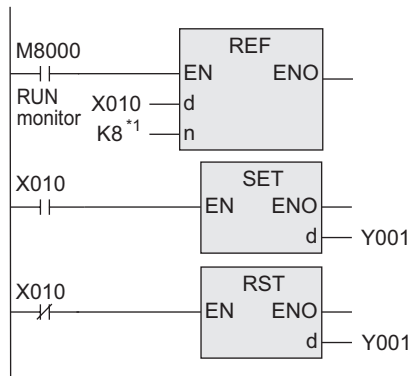 M8000
REF
EN ENO
RUN
monitor
X010 d
K8*1 n
X010
SET
EN ENO
d Y001
X010
RST
EN ENO
d Y001